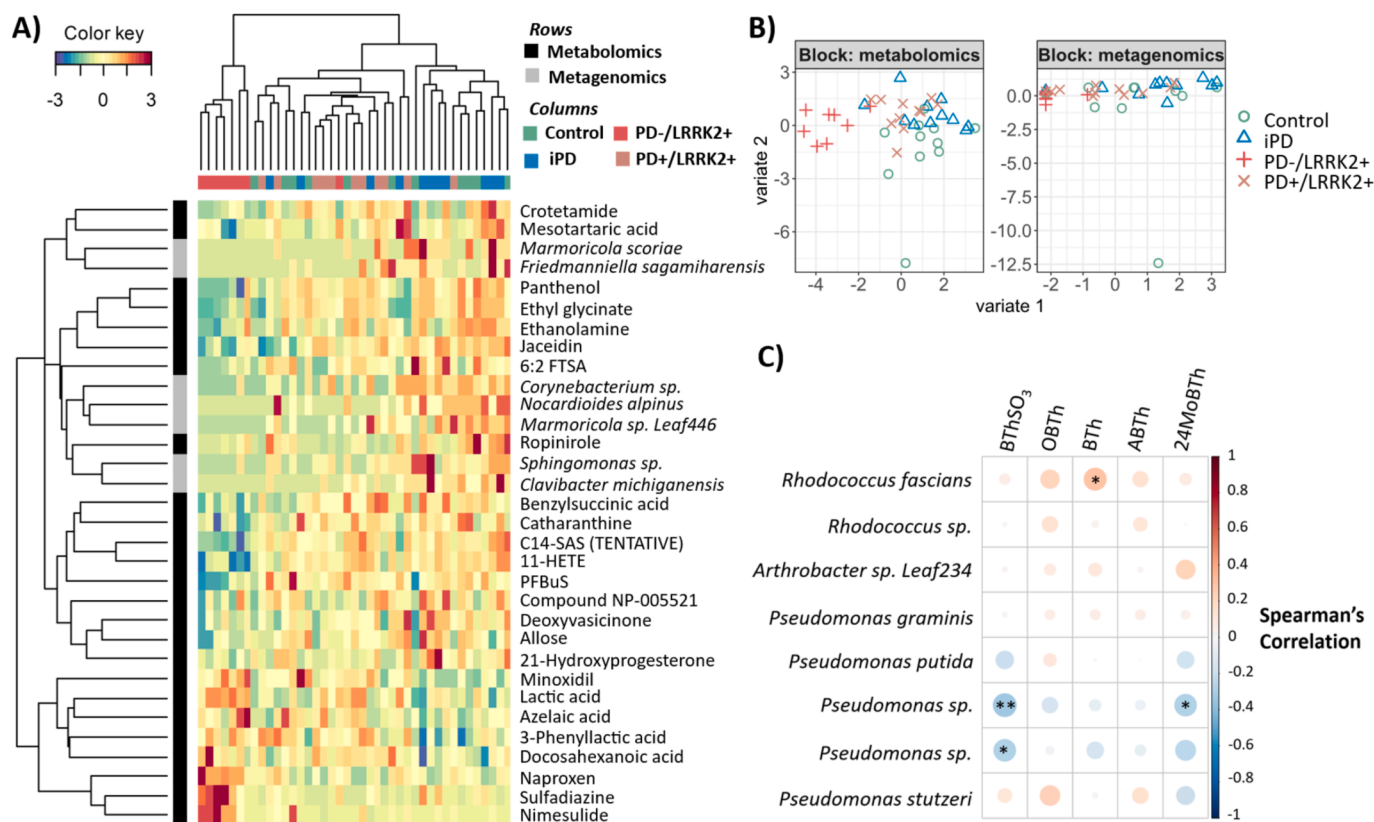 A)
Color key
-3 0 3
Rows
Metabolomics
Metagenomics
Columns
Control PD-/LRRK2+
iPD PD+/LRRK2+
Crotetamide
Mesotartaric acid
Marmoricola scoriae
Friedmanniella sagamiharensis
Panthenol
Ethyl glycinate
Ethanolamine
Jaceidin
6:2 FTSA
Corynebacterium sp.
Nocardioides alpinus
Marmoricola sp. Leaf446
Ropinirole
Sphingomonas sp.
Clavibacter michiganensis
Benzylsuccinic acid
Catharanthine
C14-SAS (TENTATIVE)
11-HETE
PFBuS
Compound NP-005521
Deoxyvasicinone
Allose
21-Hydroxyprogesterone
Minoxidil
Lactic acid
Azelaic acid
3-Phenyllactic acid
Docosahexanoic acid
Naproxen
Sulfadiazine
Nimesulide
B)
Block: metabolomics
Block: metagenomics
variate 2
3
0
-3
-6
-4 -2 0 2
0.0
-2.5
-5.0
-7.5
-10.0
-12.5
-2 -1 0 1 2 3
variate 1
Control
iPD
PD-/LRRK2+
PD+/LRRK2+
C)
BThSO3
OBTh
BTh
ABTh
24MoBTh
Rhodococcus fascians
*
Rhodococcus sp.
Arthrobacter sp. Leaf234
Pseudomonas graminis
Pseudomonas putida
Pseudomonas sp.
** *
Pseudomonas sp.
*
Pseudomonas stutzeri
1
0.8
0.6
0.4
0.2
0
-0.2
-0.4
-0.6
-0.8
-1
Spearman's
Correlation